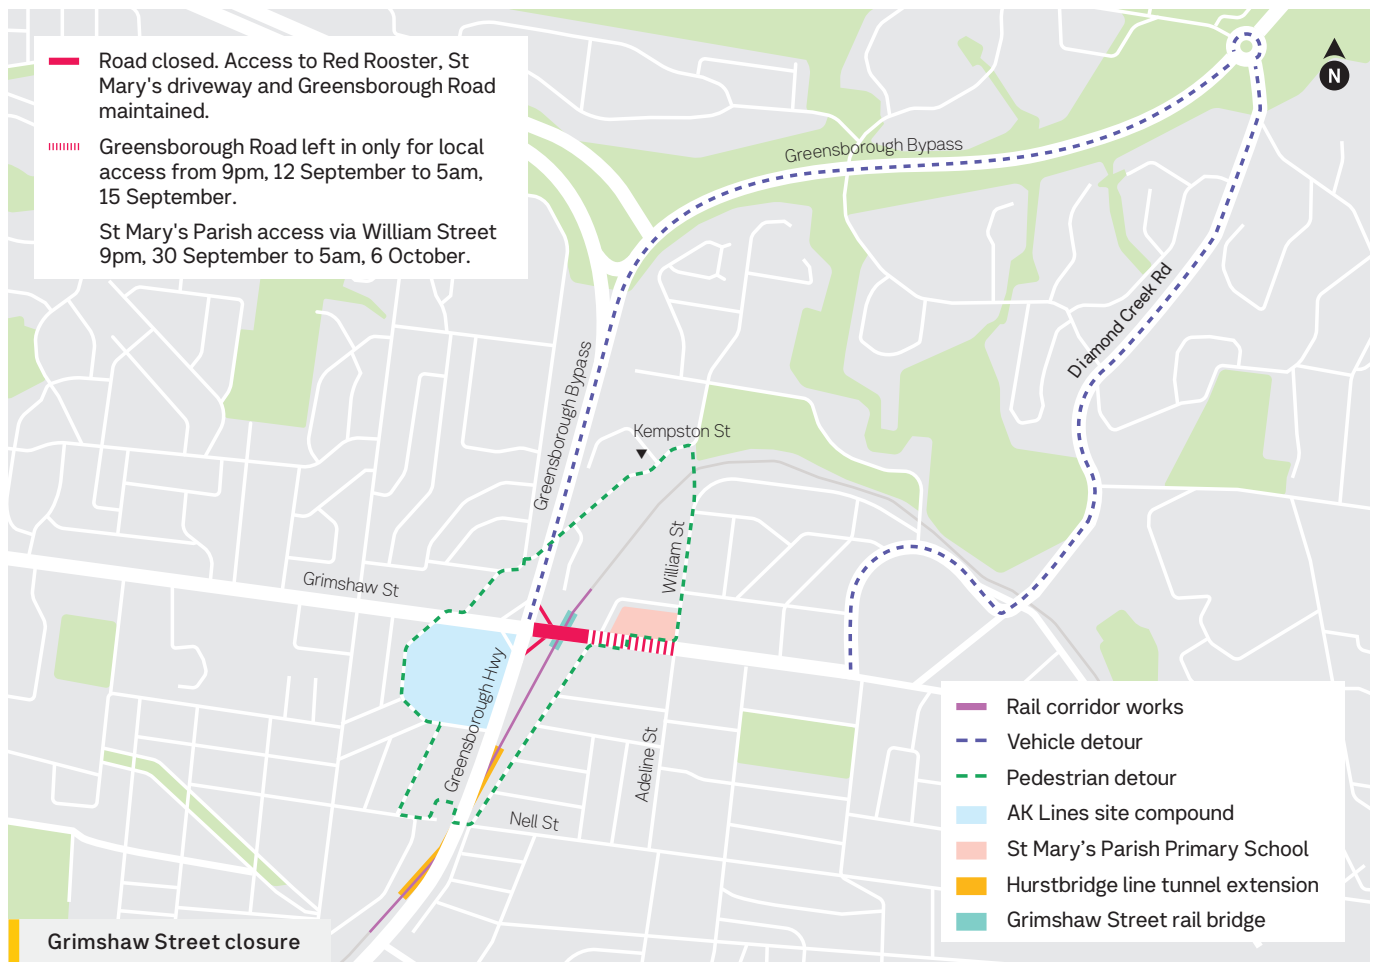 Road closed. Access to Red Rooster, St
Mary's driveway and Greensborough Road
maintained.
Greensborough Road left in only for local
access from 9pm, 12 September to 5am,
15 September.
St Mary's Parish access via William Street
9pm, 30 September to 5am, 6 October.
N
Greensborough Bypass
Diamond Creek Rd
Greensborough Bypass
Kempston St
William St
Grimshaw St
Greensborough Hwy
Adeline St
Nell St
Rail corridor works
Vehicle detour
Pedestrian detour
AK Lines site compound
St Mary’s Parish Primary School
Hurstbridge line tunnel extension
Grimshaw Street rail bridge
Grimshaw Street closure